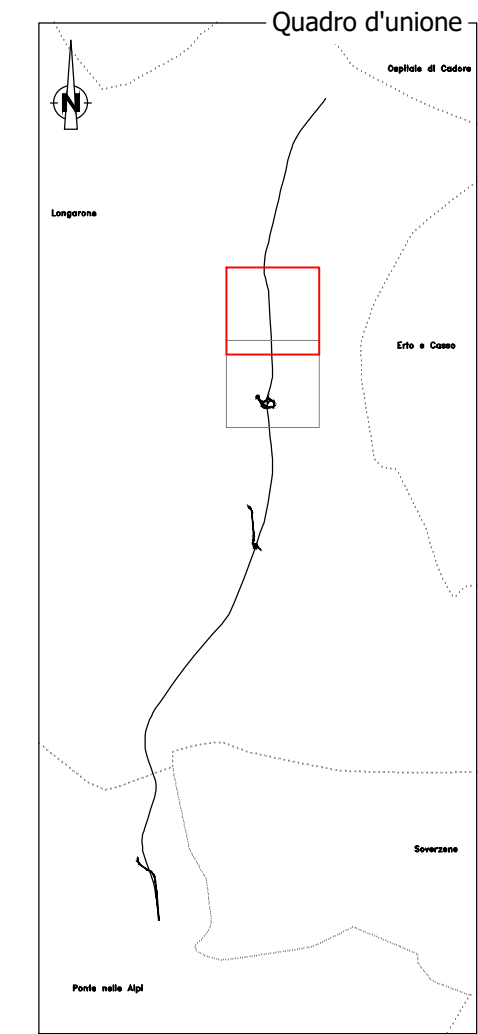 Quadro d'unione
Ospitale di Cadore
N
Longarone
Erto e Casso
Soverzene
Ponte nelle Alpi